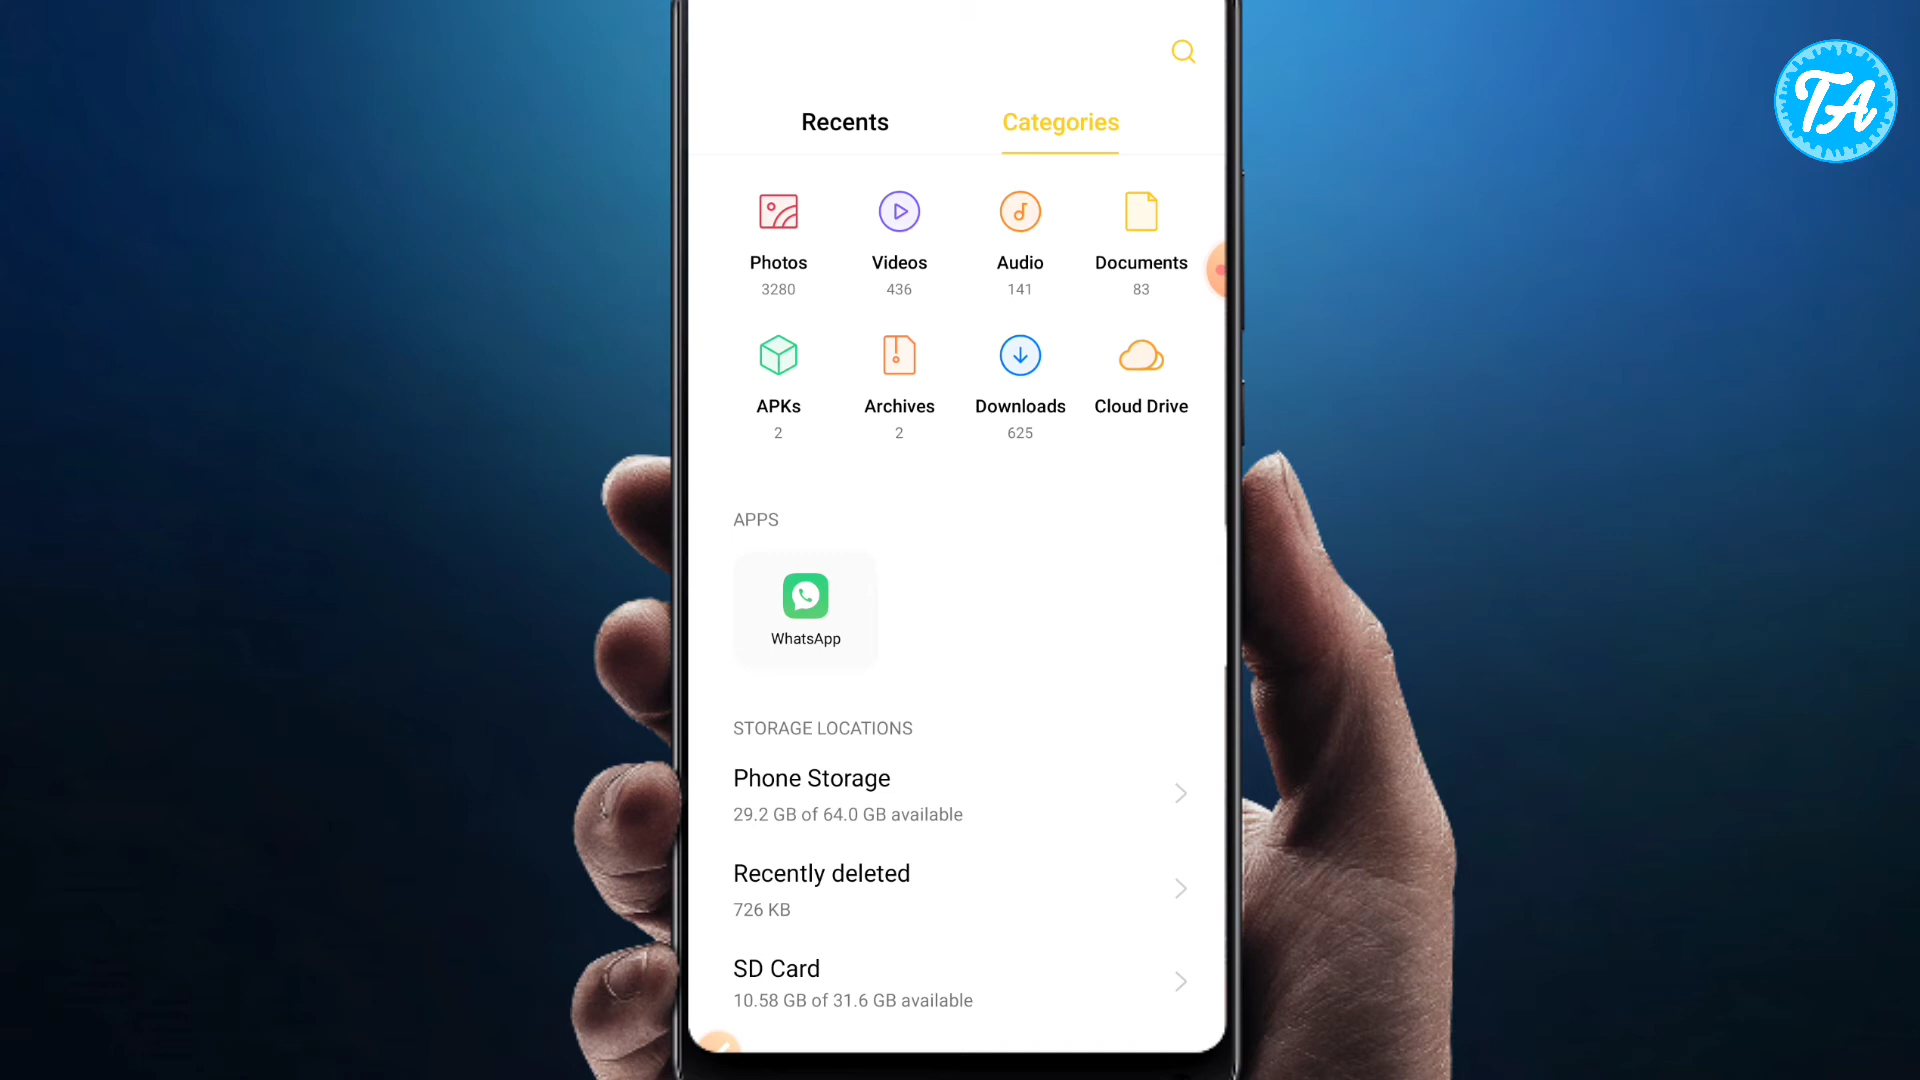 TA
Recents Categories
Photos Videos Audio Documents
3280 436 141 83
APKs Archives Downloads Cloud Drive
2 2 625
APPS
WhatsApp
STORAGE LOCATIONS
Phone Storage
29.2 GB of 64.0 GB available
Recently deleted
726 KB
SD Card
10.58 GB of 31.6 GB available